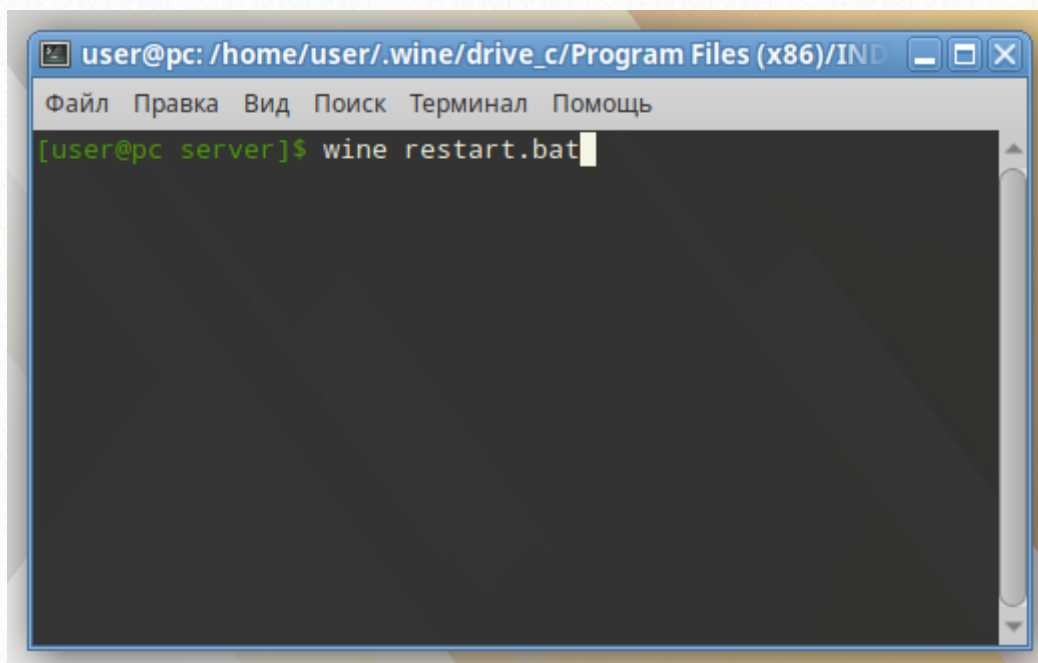 user@pc: /home/user/.wine/drive_c/Program Files (x86)/IND
Файл Правка Вид Поиск Терминал Помощь
[user@pc server]$ wine restart.bat